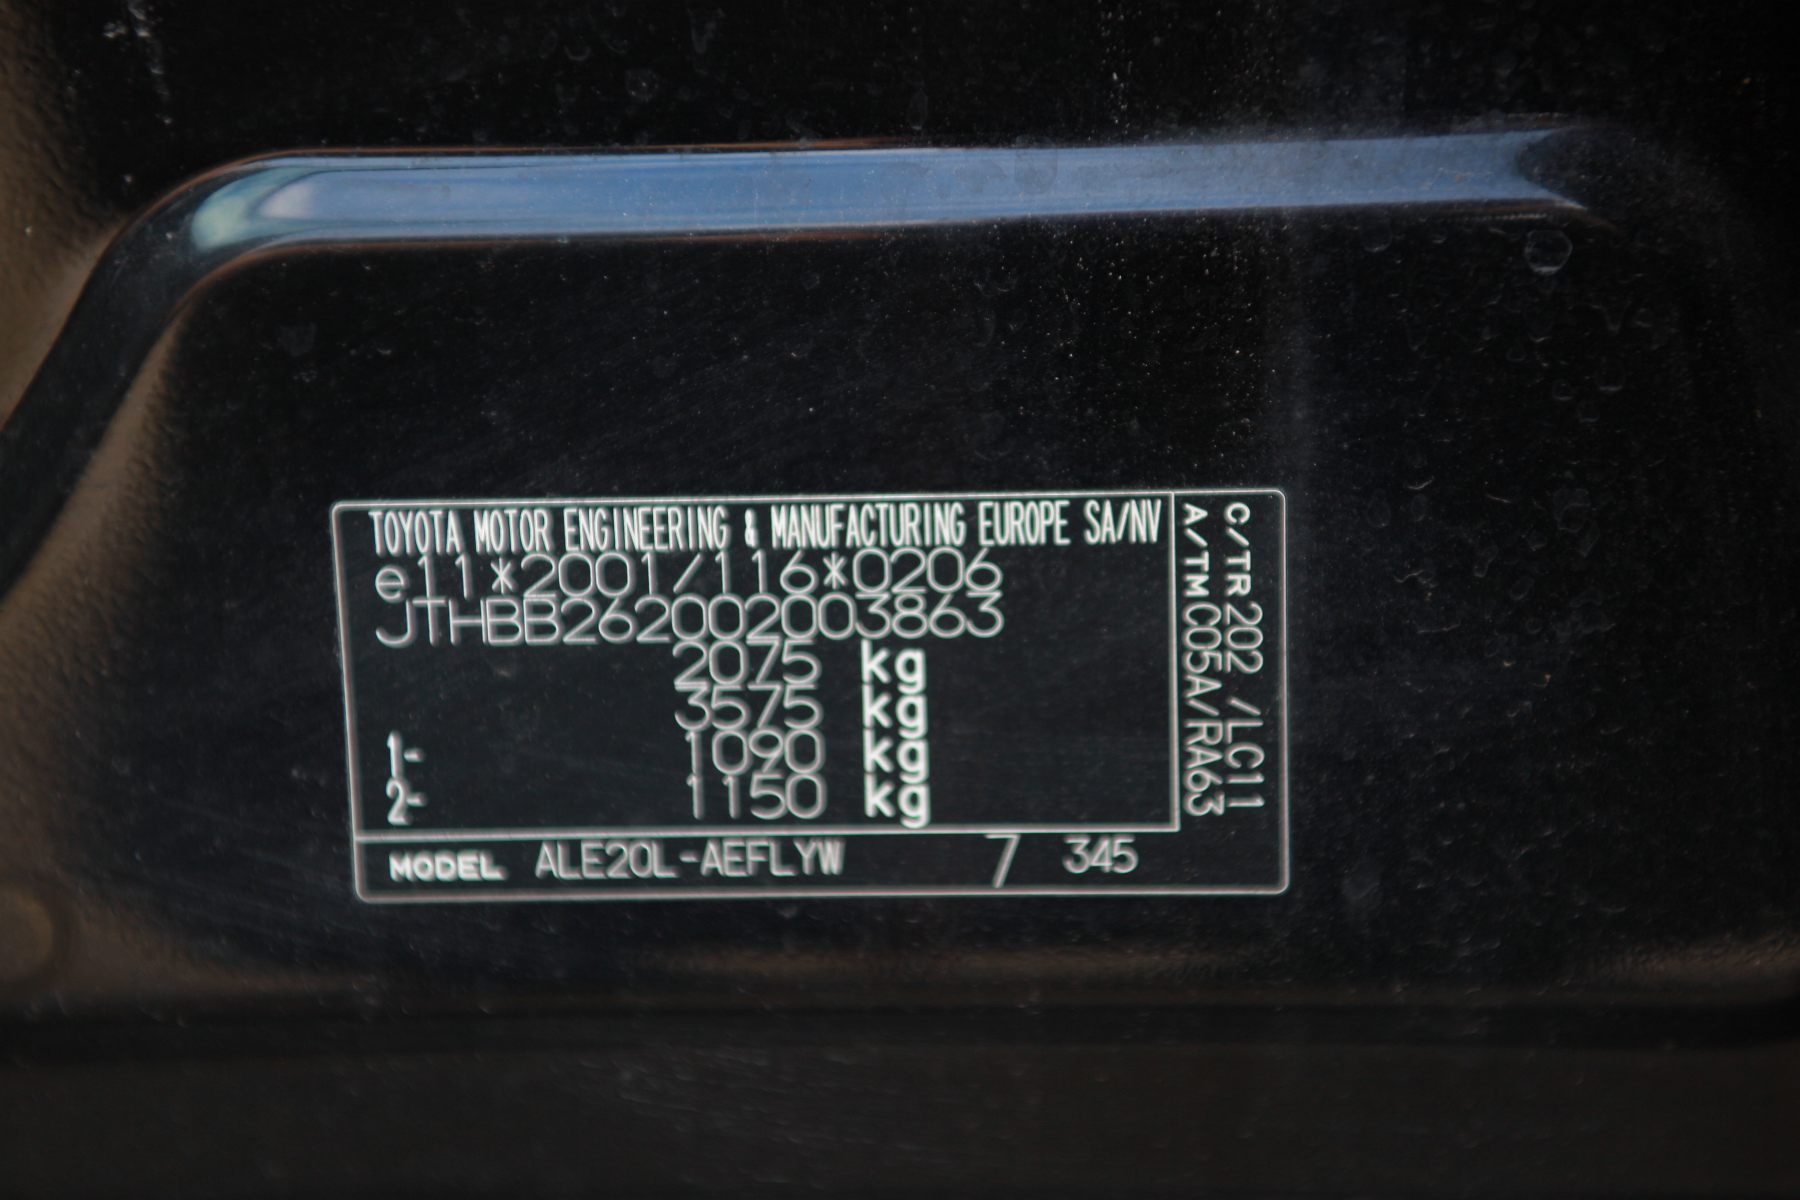 TOYOTA MOTOR ENGINEERING & MANUFACTURING EUROPE SA/NV
e11*2001/116*0206
JTHBB262002003863
2075 kg
3575 kg
1- 1090 kg
2- 1150 kg
MODEL ALE20L-AEFLYW 7 345
C/TR 202 /LC11
A/TM C05A/RA63